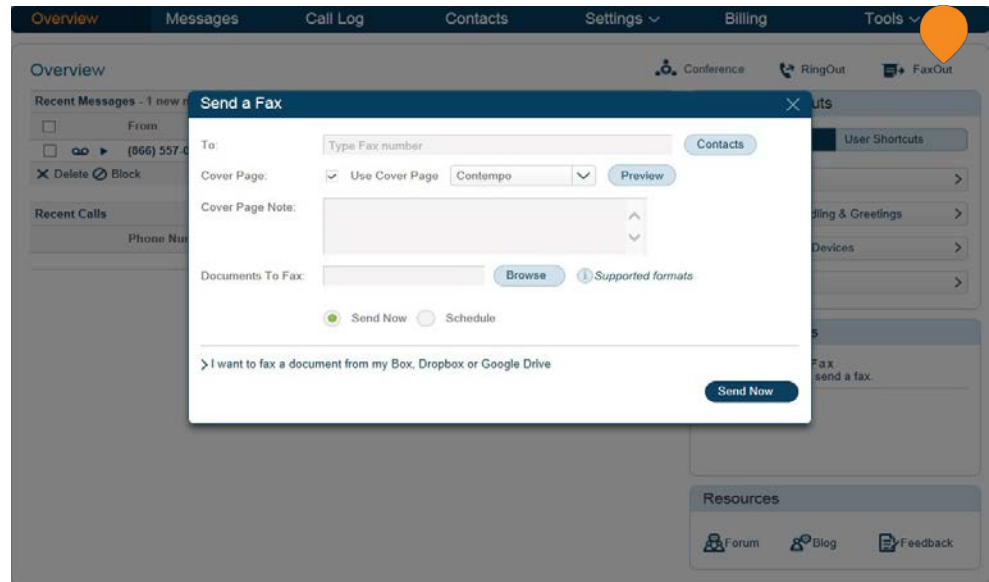 Overview Messages Call Log Contacts Settings Billing Tools
Overview Conference RingOut FaxOut
Recent Messages - 1 new
From
(866) 557-
Delete Block
Recent Calls
Phone
Send a Fax
To: Type Fax number Contacts
Cover Page: Use Cover Page Contempo Preview
Cover Page Note:
Documents To Fax: Browse Supported formats
Send Now Schedule
I want to fax a document from my Box, Dropbox or Google Drive
Send Now
User Shortcuts
& Greetings
Devices
Fax
send a fax.
Resources
Forum Blog Feedback